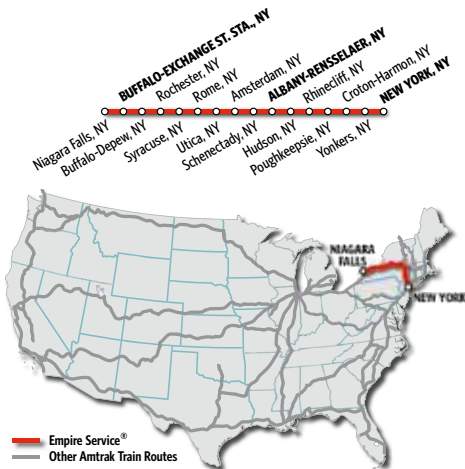 BUFFALO-EXCHANGE ST. STA., NY
Rochester, NY
Rome, NY
Amsterdam, NY
ALBANY-RENSSELAER, NY
Rhinecliff, NY
Croton-Harmon, NY
NEW YORK, NY
Niagara Falls, NY
Buffalo-Depew, NY
Syracuse, NY
Utica, NY
Schenectady, NY
Hudson, NY
Poughkeepsie, NY
Yonkers, NY
NIAGARA
FALLS
NEW YORK
Empire Service®
Other Amtrak Train Routes